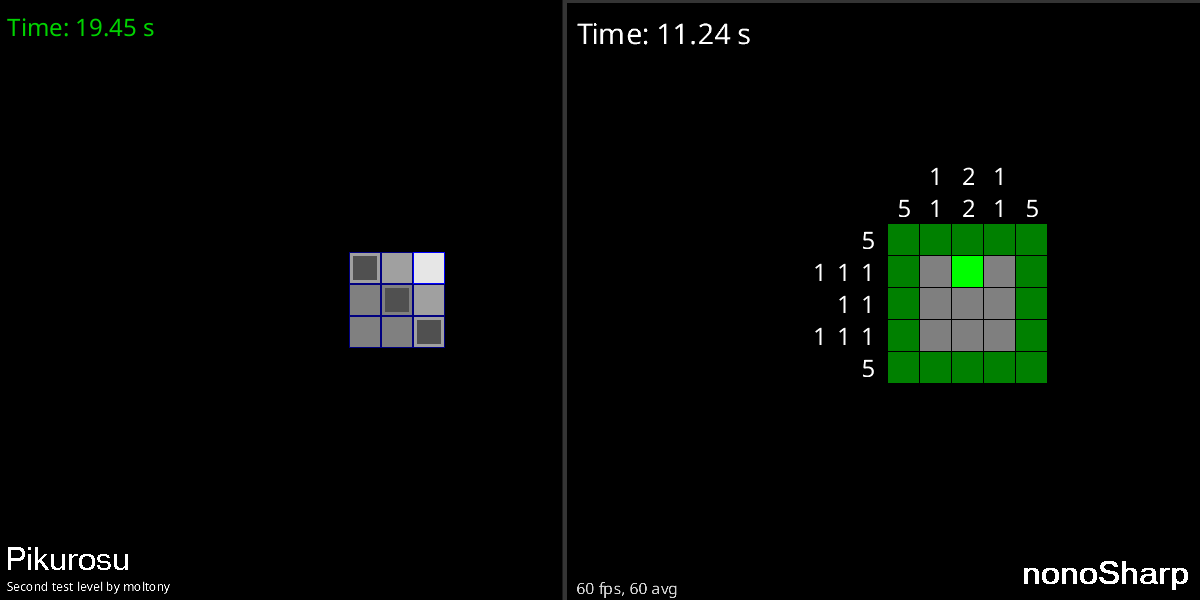 Time: 19.45 s
Pikurosu
Second test level by moltony
Time: 11.24 s
1 2 1
5 1 2 1 5
5
1 1 1
1 1
1 1 1
5
60 fps, 60 avg
nonoSharp